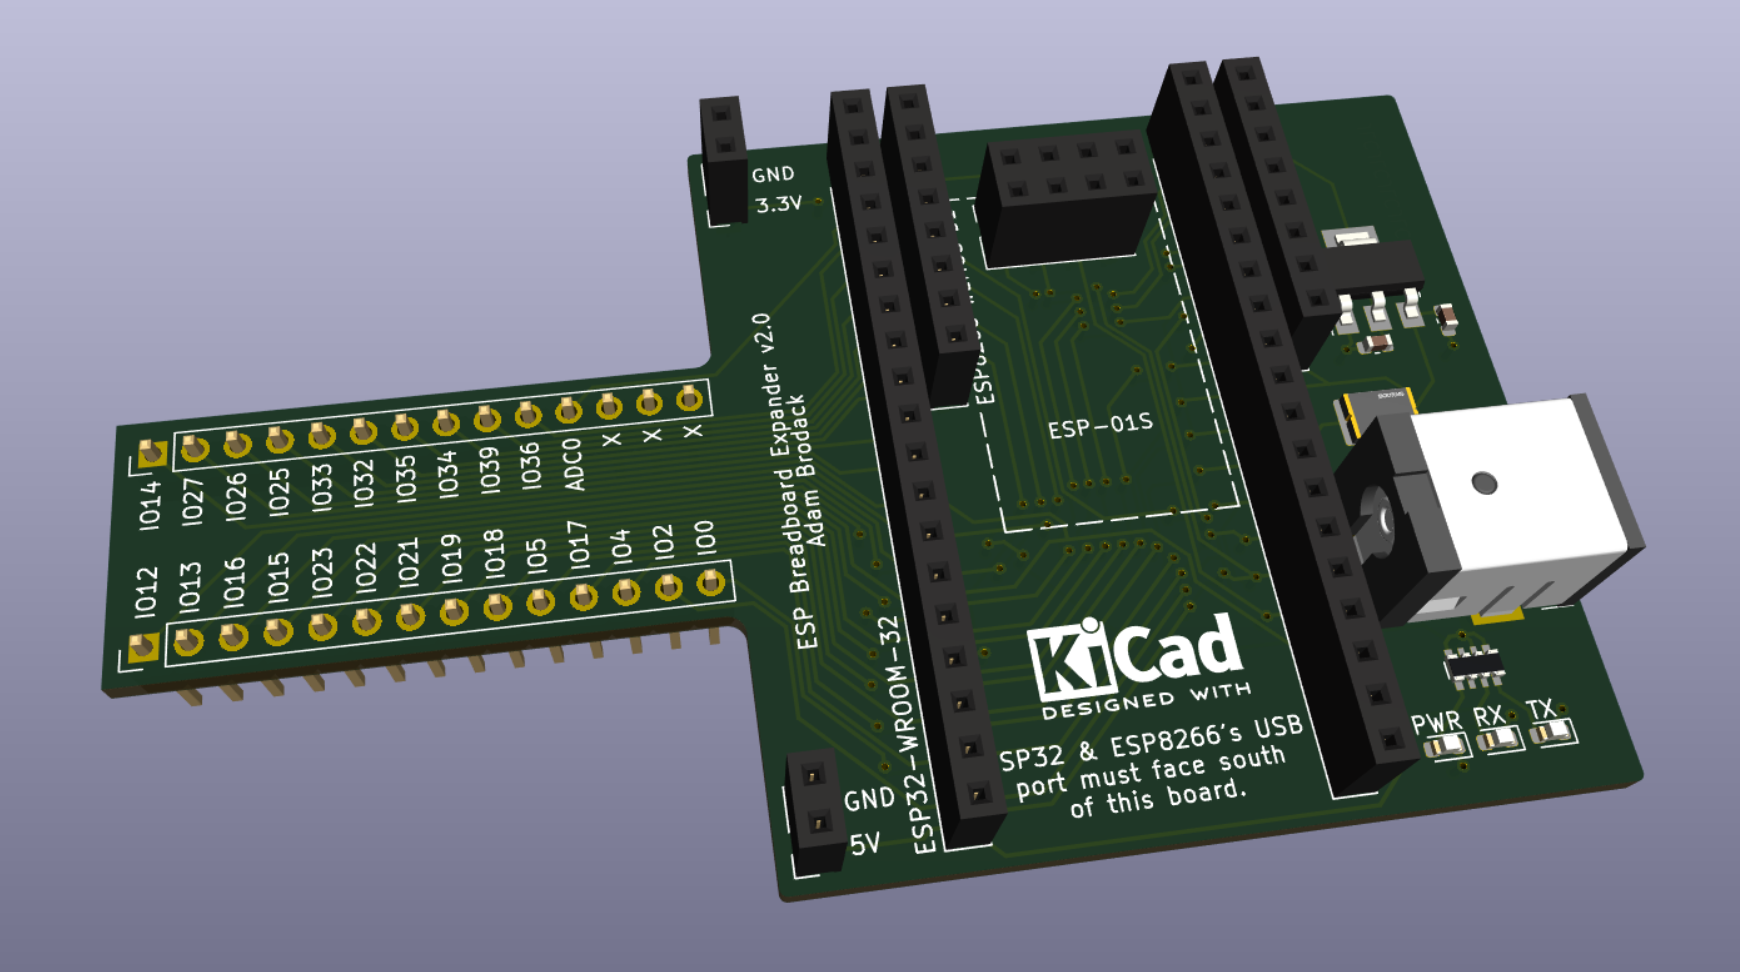 GND
3.3V
ESP Breadboard Expander v2.0
Adam Brodack
IO14
IO27
IO26
IO25
IO33
IO32
IO35
IO34
IO39
IO36
ADC0
X
X
X
IO12
IO13
IO16
IO15
IO23
IO22
IO21
IO19
IO18
IO5
IO17
IO4
IO2
IO0
ESP-01S
ESP32-WROOM-32
GND
5V
KiCad
DESIGNED WITH
SP32 & ESP8266's USB
port must face south
of this board.
PWR
RX
TX
BOURNS